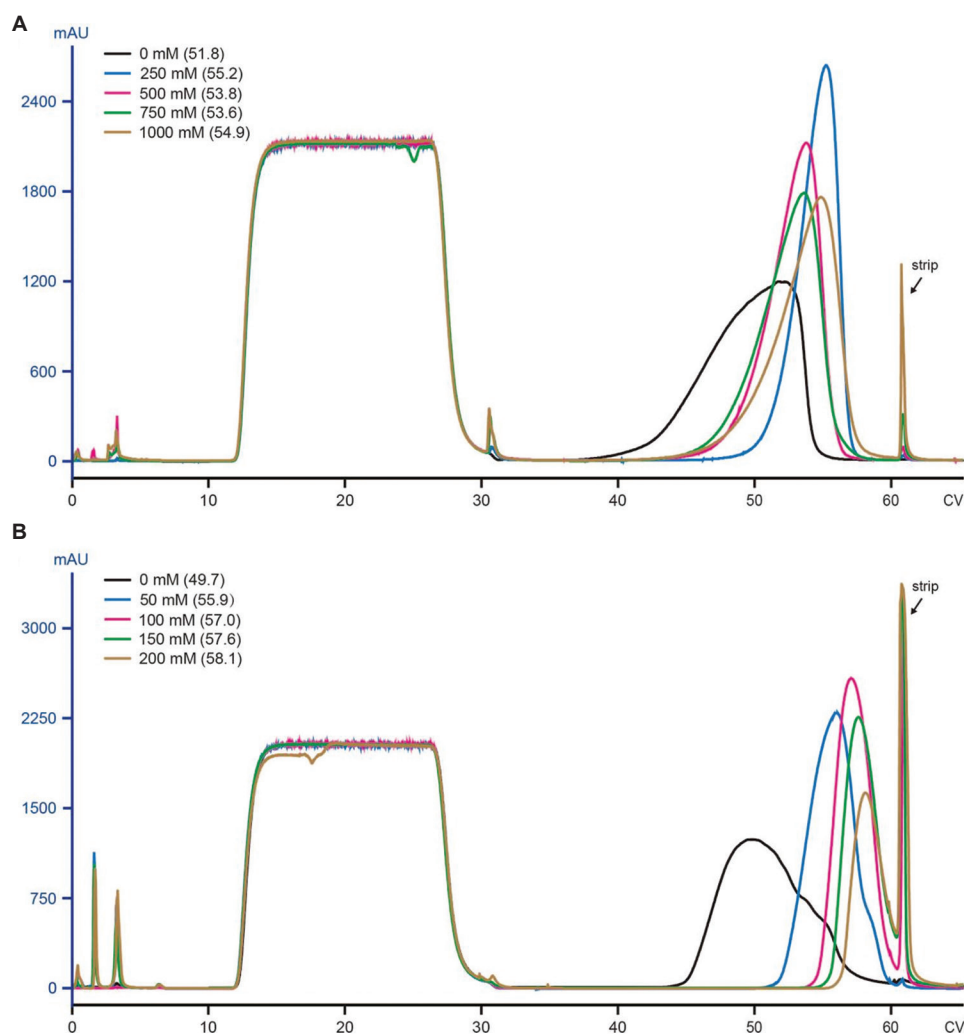 A
mAU
0 mM (51.8)
250 mM (55.2)
500 mM (53.8)
750 mM (53.6)
1000 mM (54.9)
2400
1800
1200
600
0
strip
0 10 20 30 40 50 60 CV
B
mAU
0 mM (49.7)
50 mM (55.9)
100 mM (57.0)
150 mM (57.6)
200 mM (58.1)
3000
2250
1500
750
0
strip
0 10 20 30 40 50 60 CV